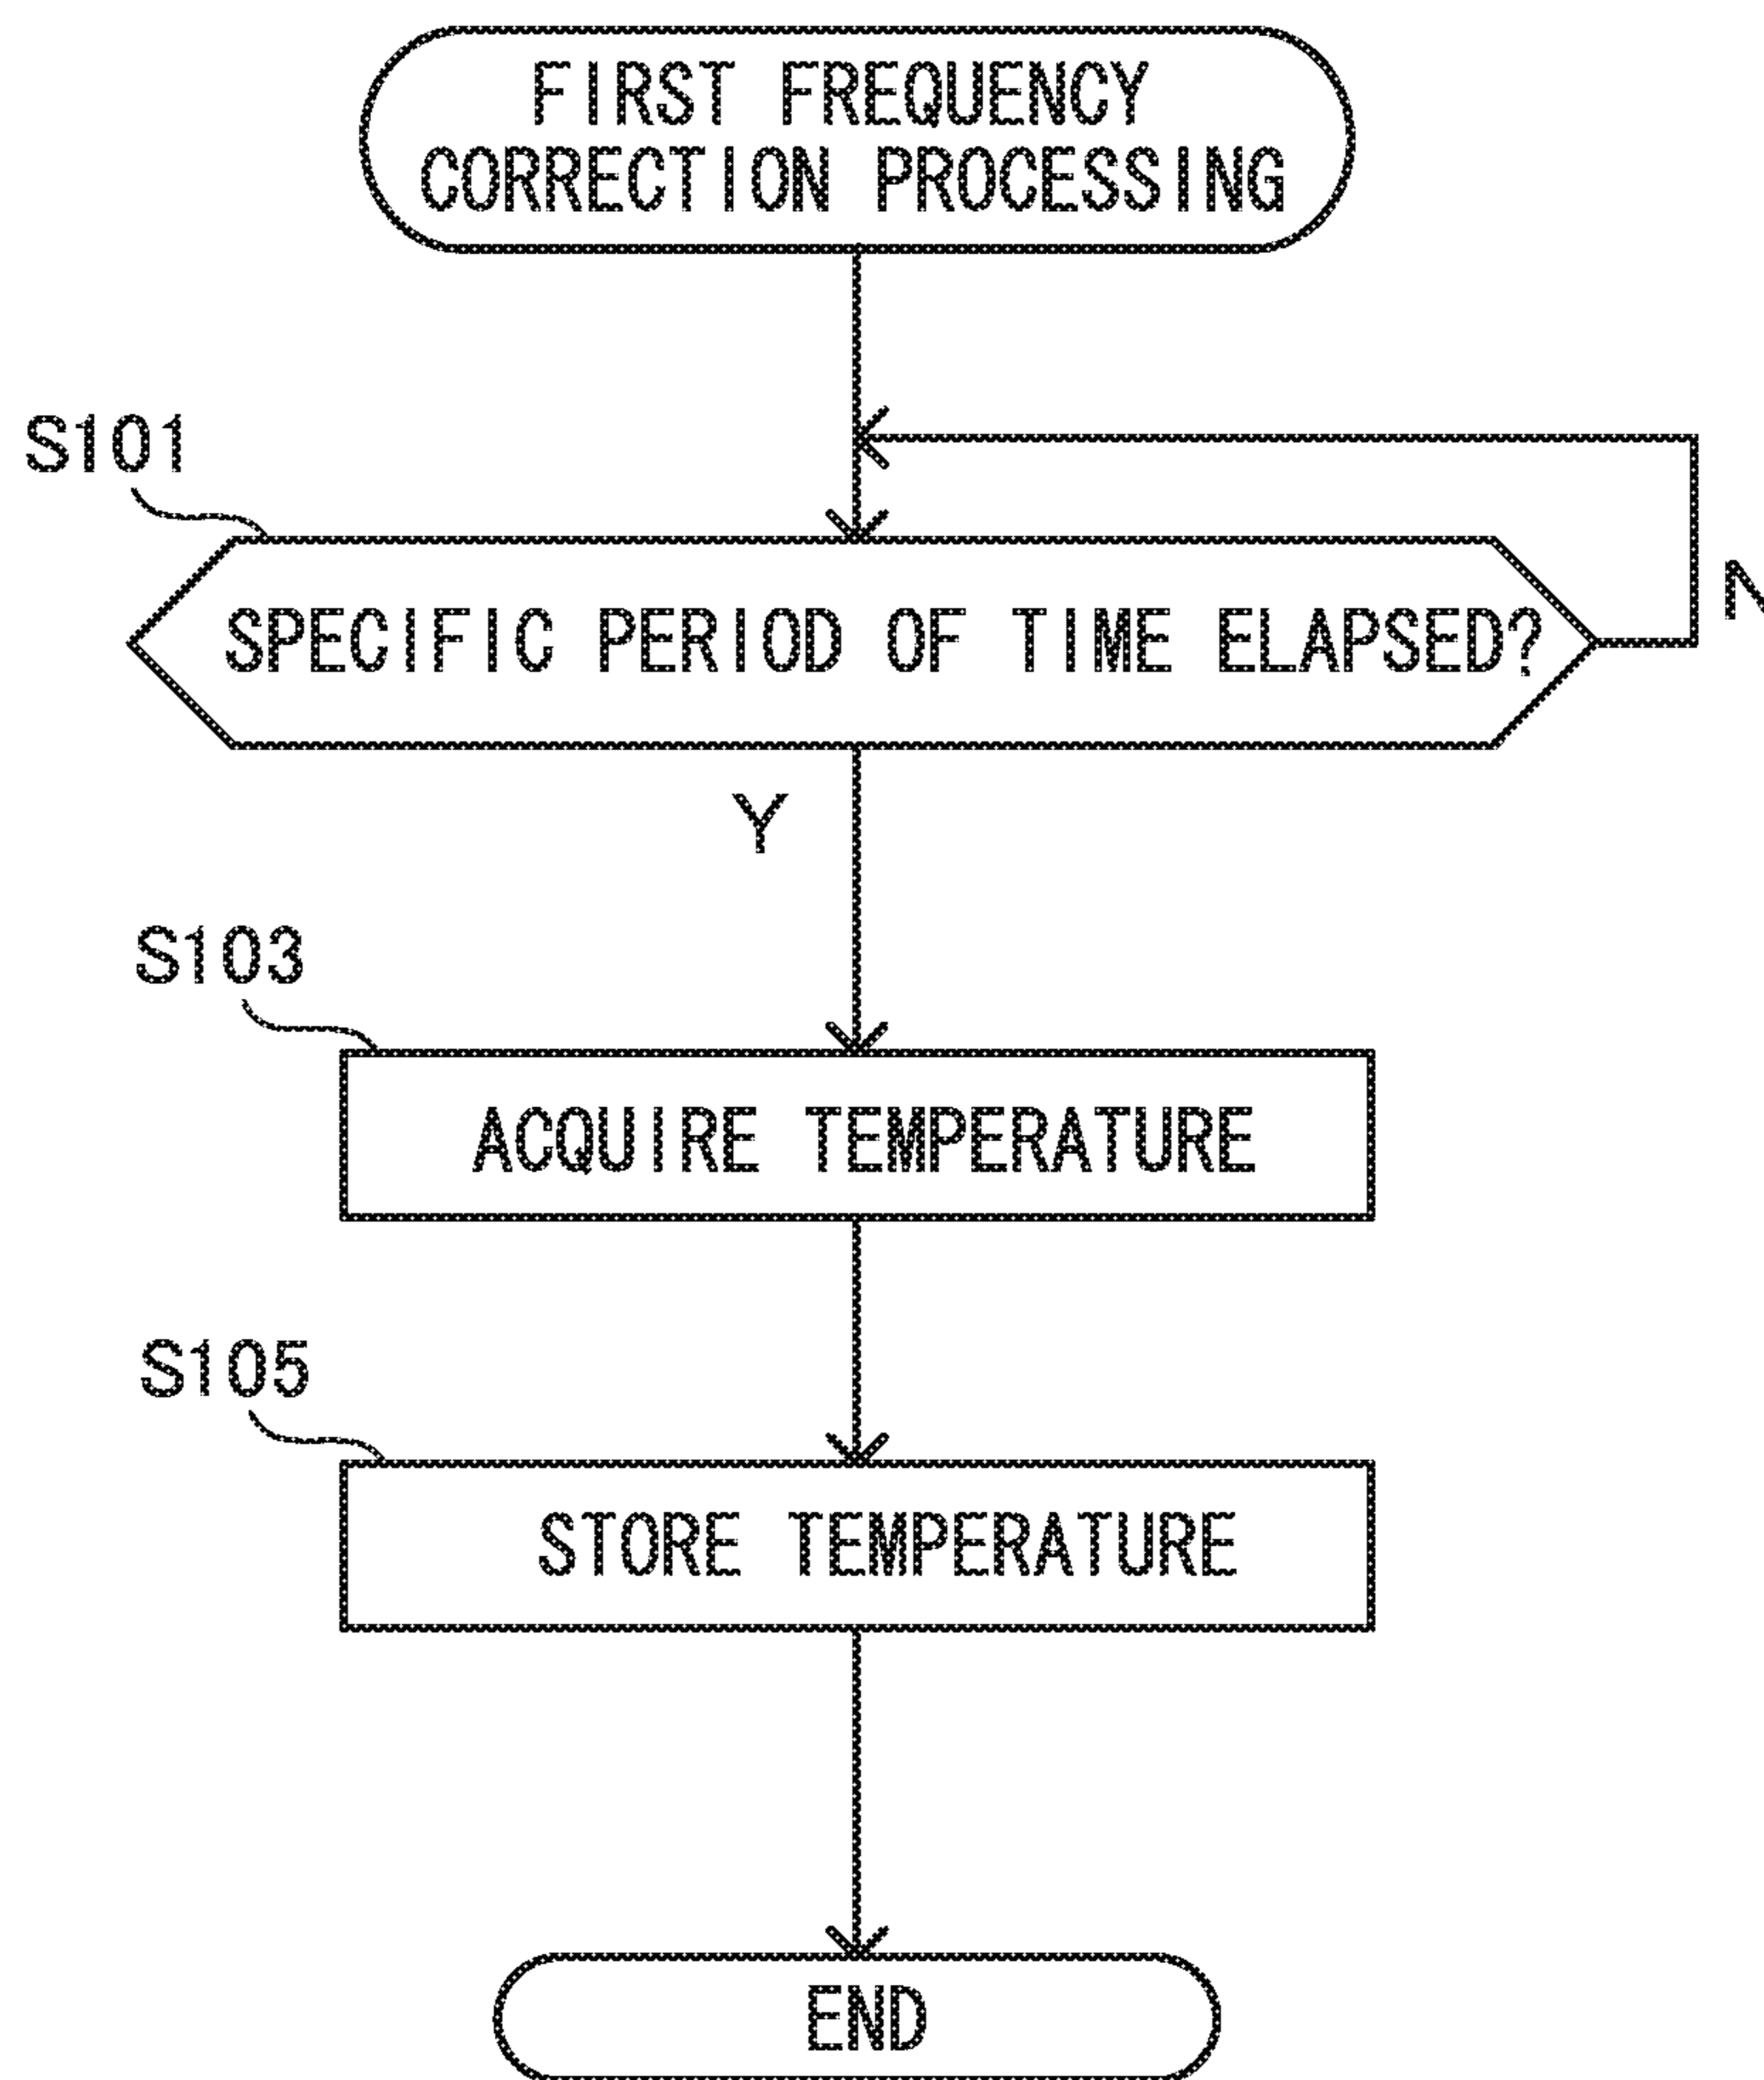 FIRST FREQUENCY
CORRECTION PROCESSING
S101
SPECIFIC PERIOD OF TIME ELAPSED?
N
Y
S103
ACQUIRE TEMPERATURE
S105
STORE TEMPERATURE
END